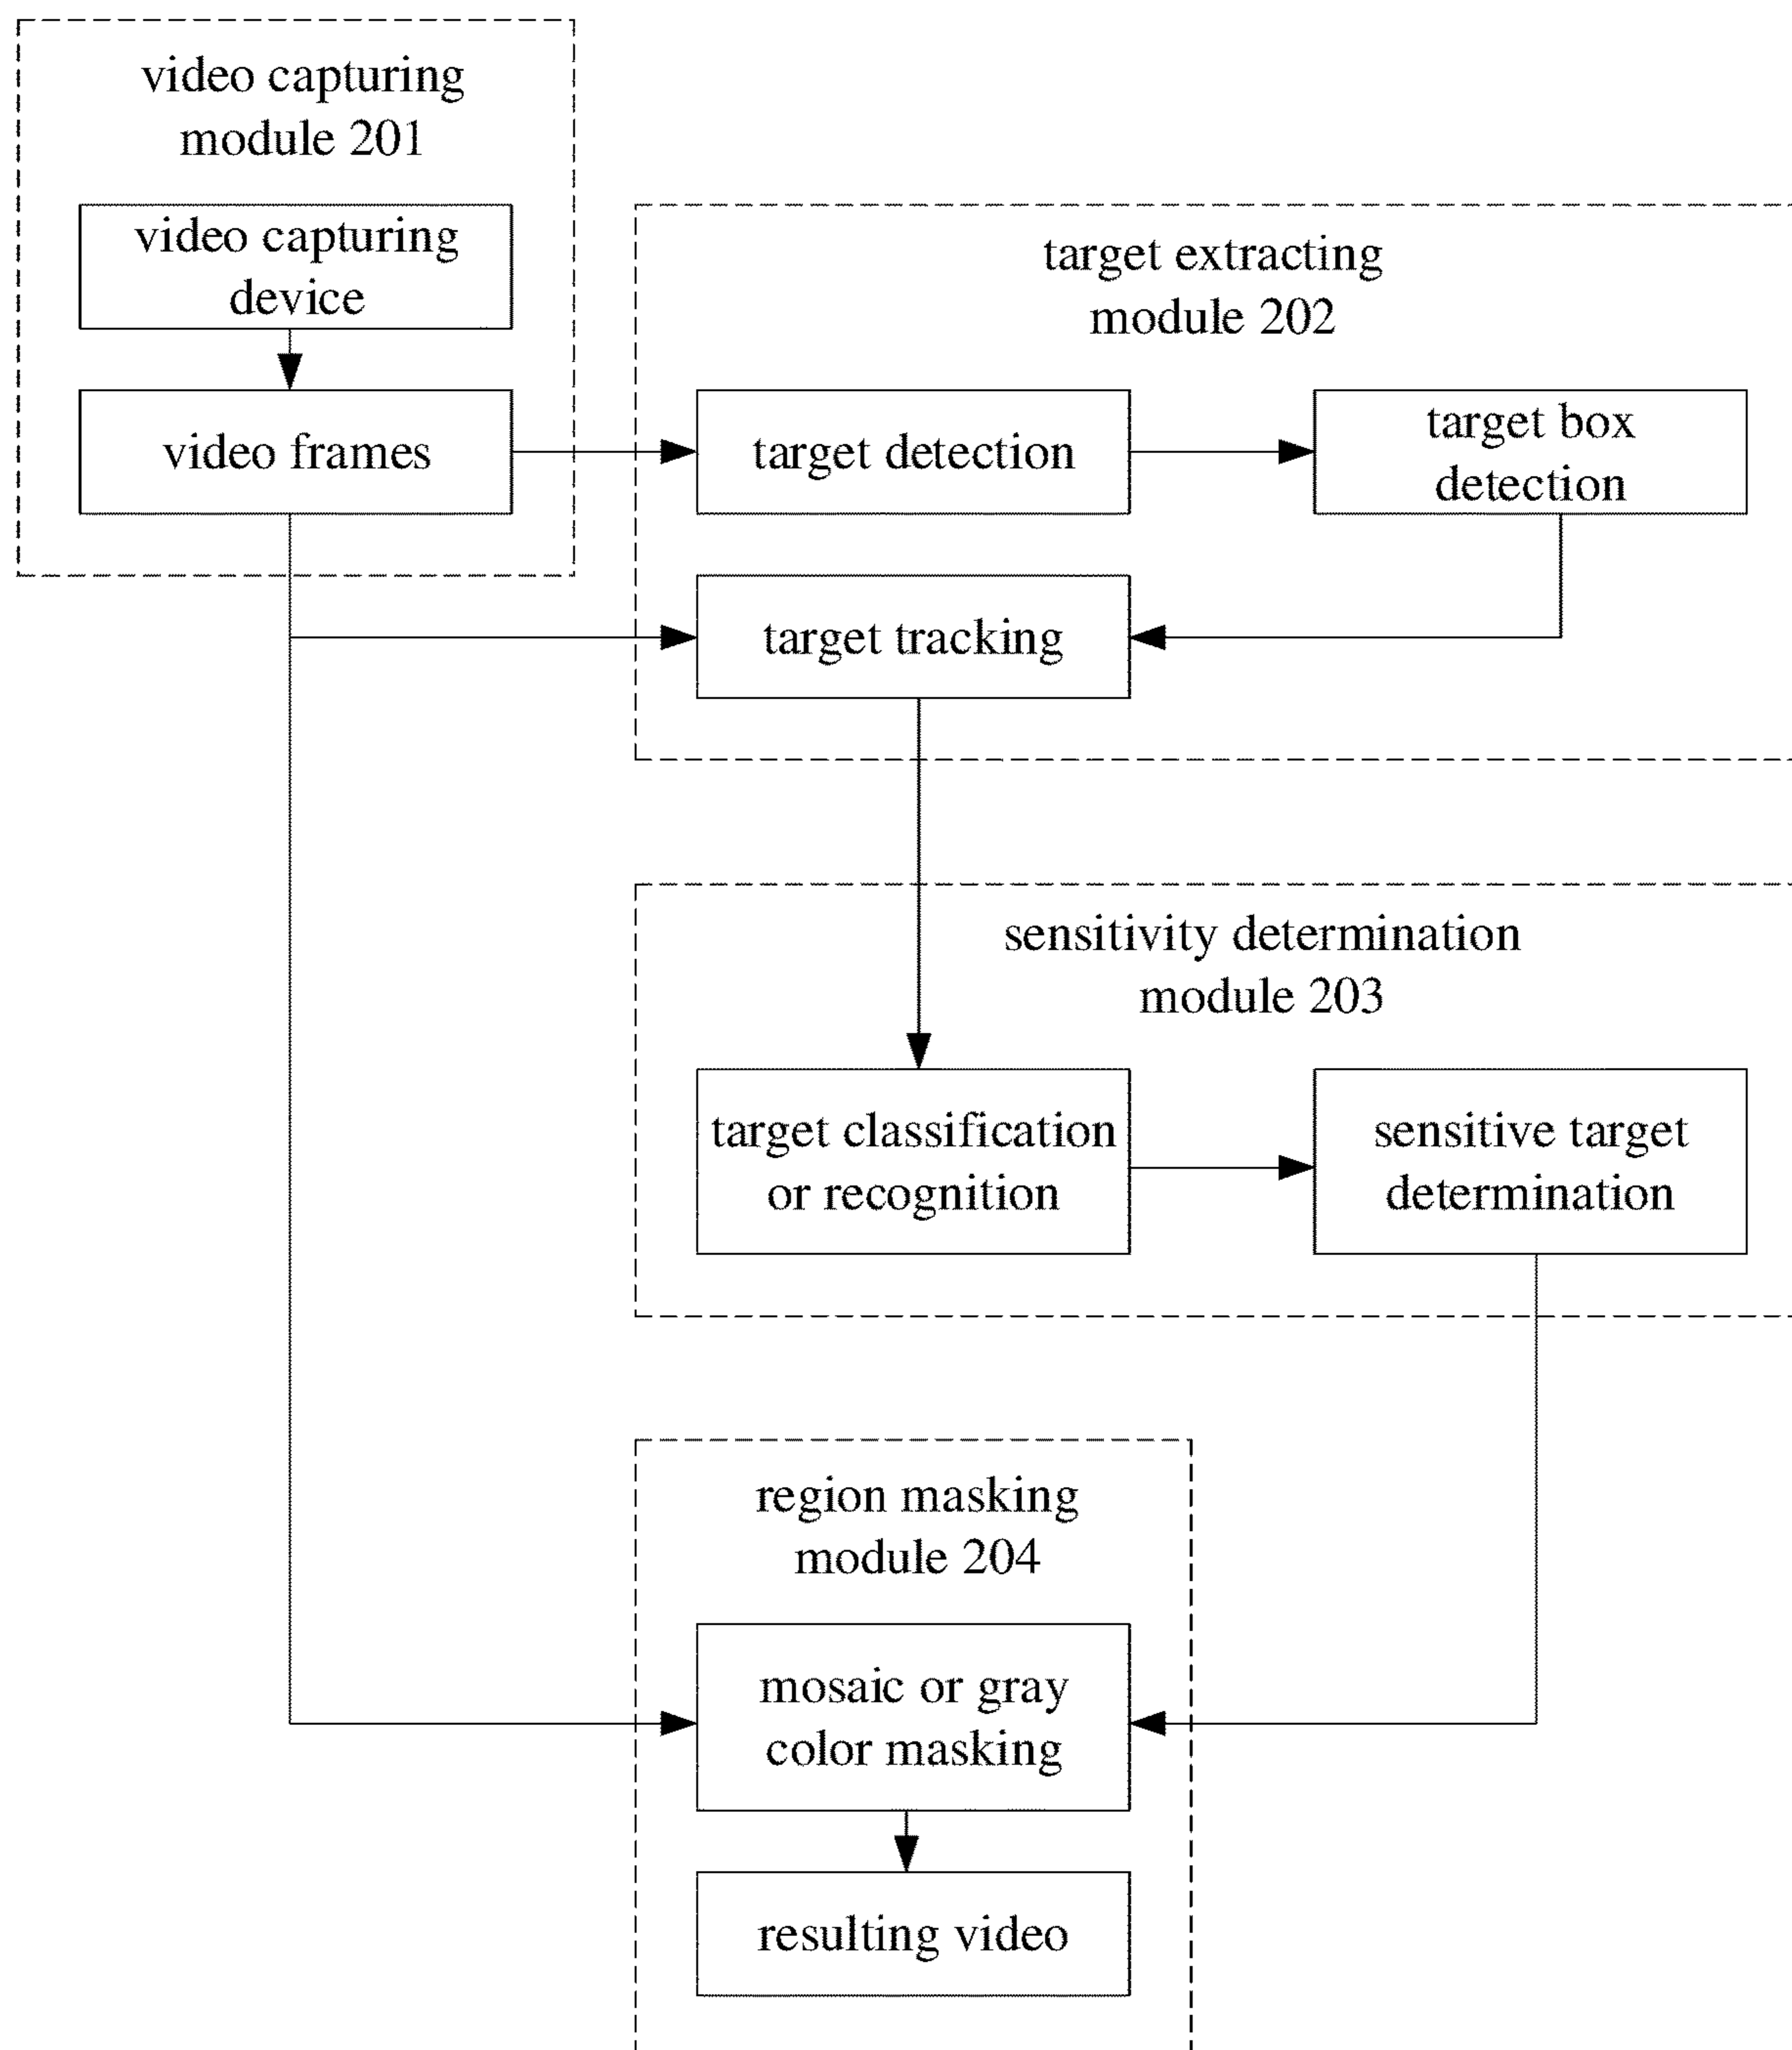 video capturing
module 201
video capturing
device
video frames
target extracting
module 202
target detection
target box
detection
target tracking
sensitivity determination
module 203
target classification
or recognition
sensitive target
determination
region masking
module 204
mosaic or gray
color masking
resulting video